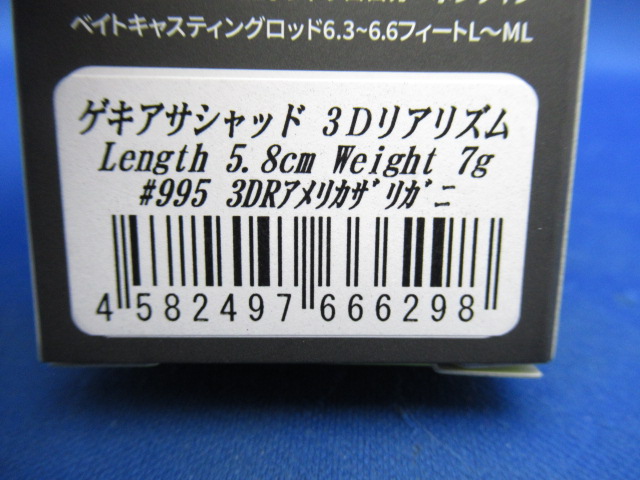 ベイトキャスティングロッド6.3~6.6フィートL〜ML
ゲキアサシャッド 3Dリアリズム
Length 5.8cm Weight 7g
#995 3DRｱﾒﾘｶｻﾞﾘｶﾞﾆ
4 582497 666298